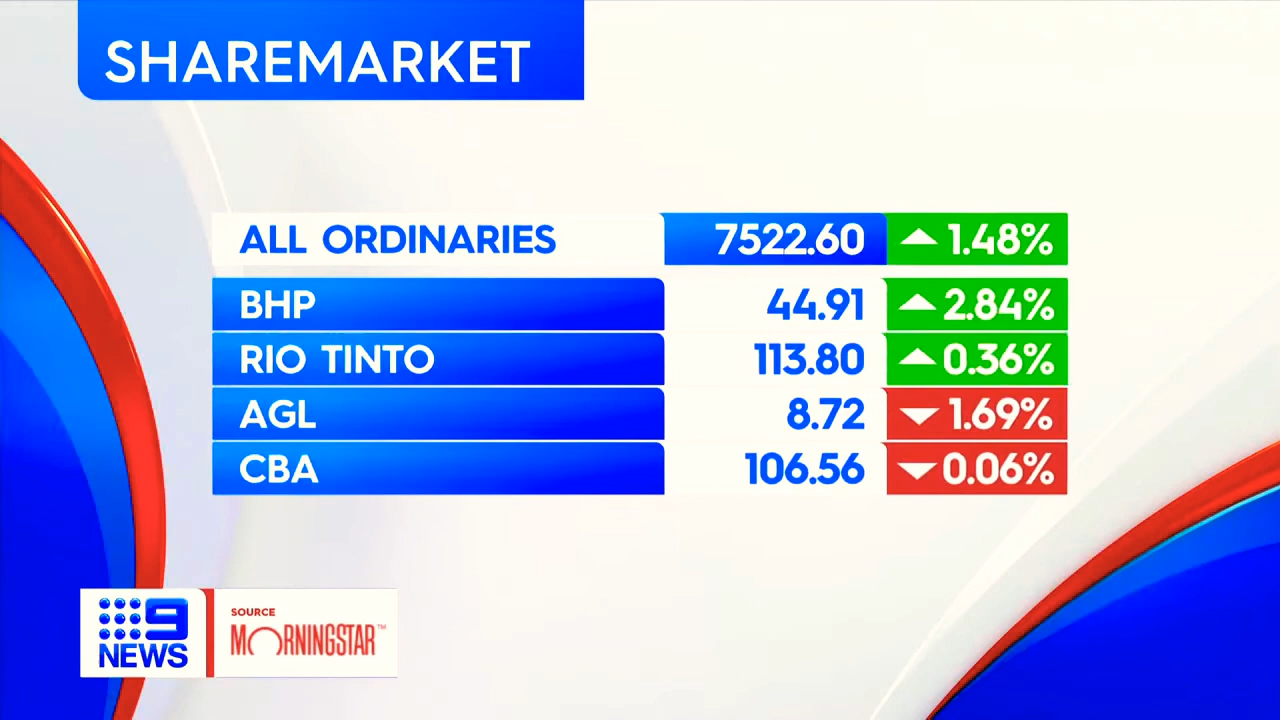 SHAREMARKET
ALL ORDINARIES 7522.60 ▲ 1.48%
BHP 44.91 ▲ 2.84%
RIO TINTO 113.80 ▲ 0.36%
AGL 8.72 ▼ 1.69%
CBA 106.56 ▼ 0.06%
9
NEWS
SOURCE
MORNINGSTAR™